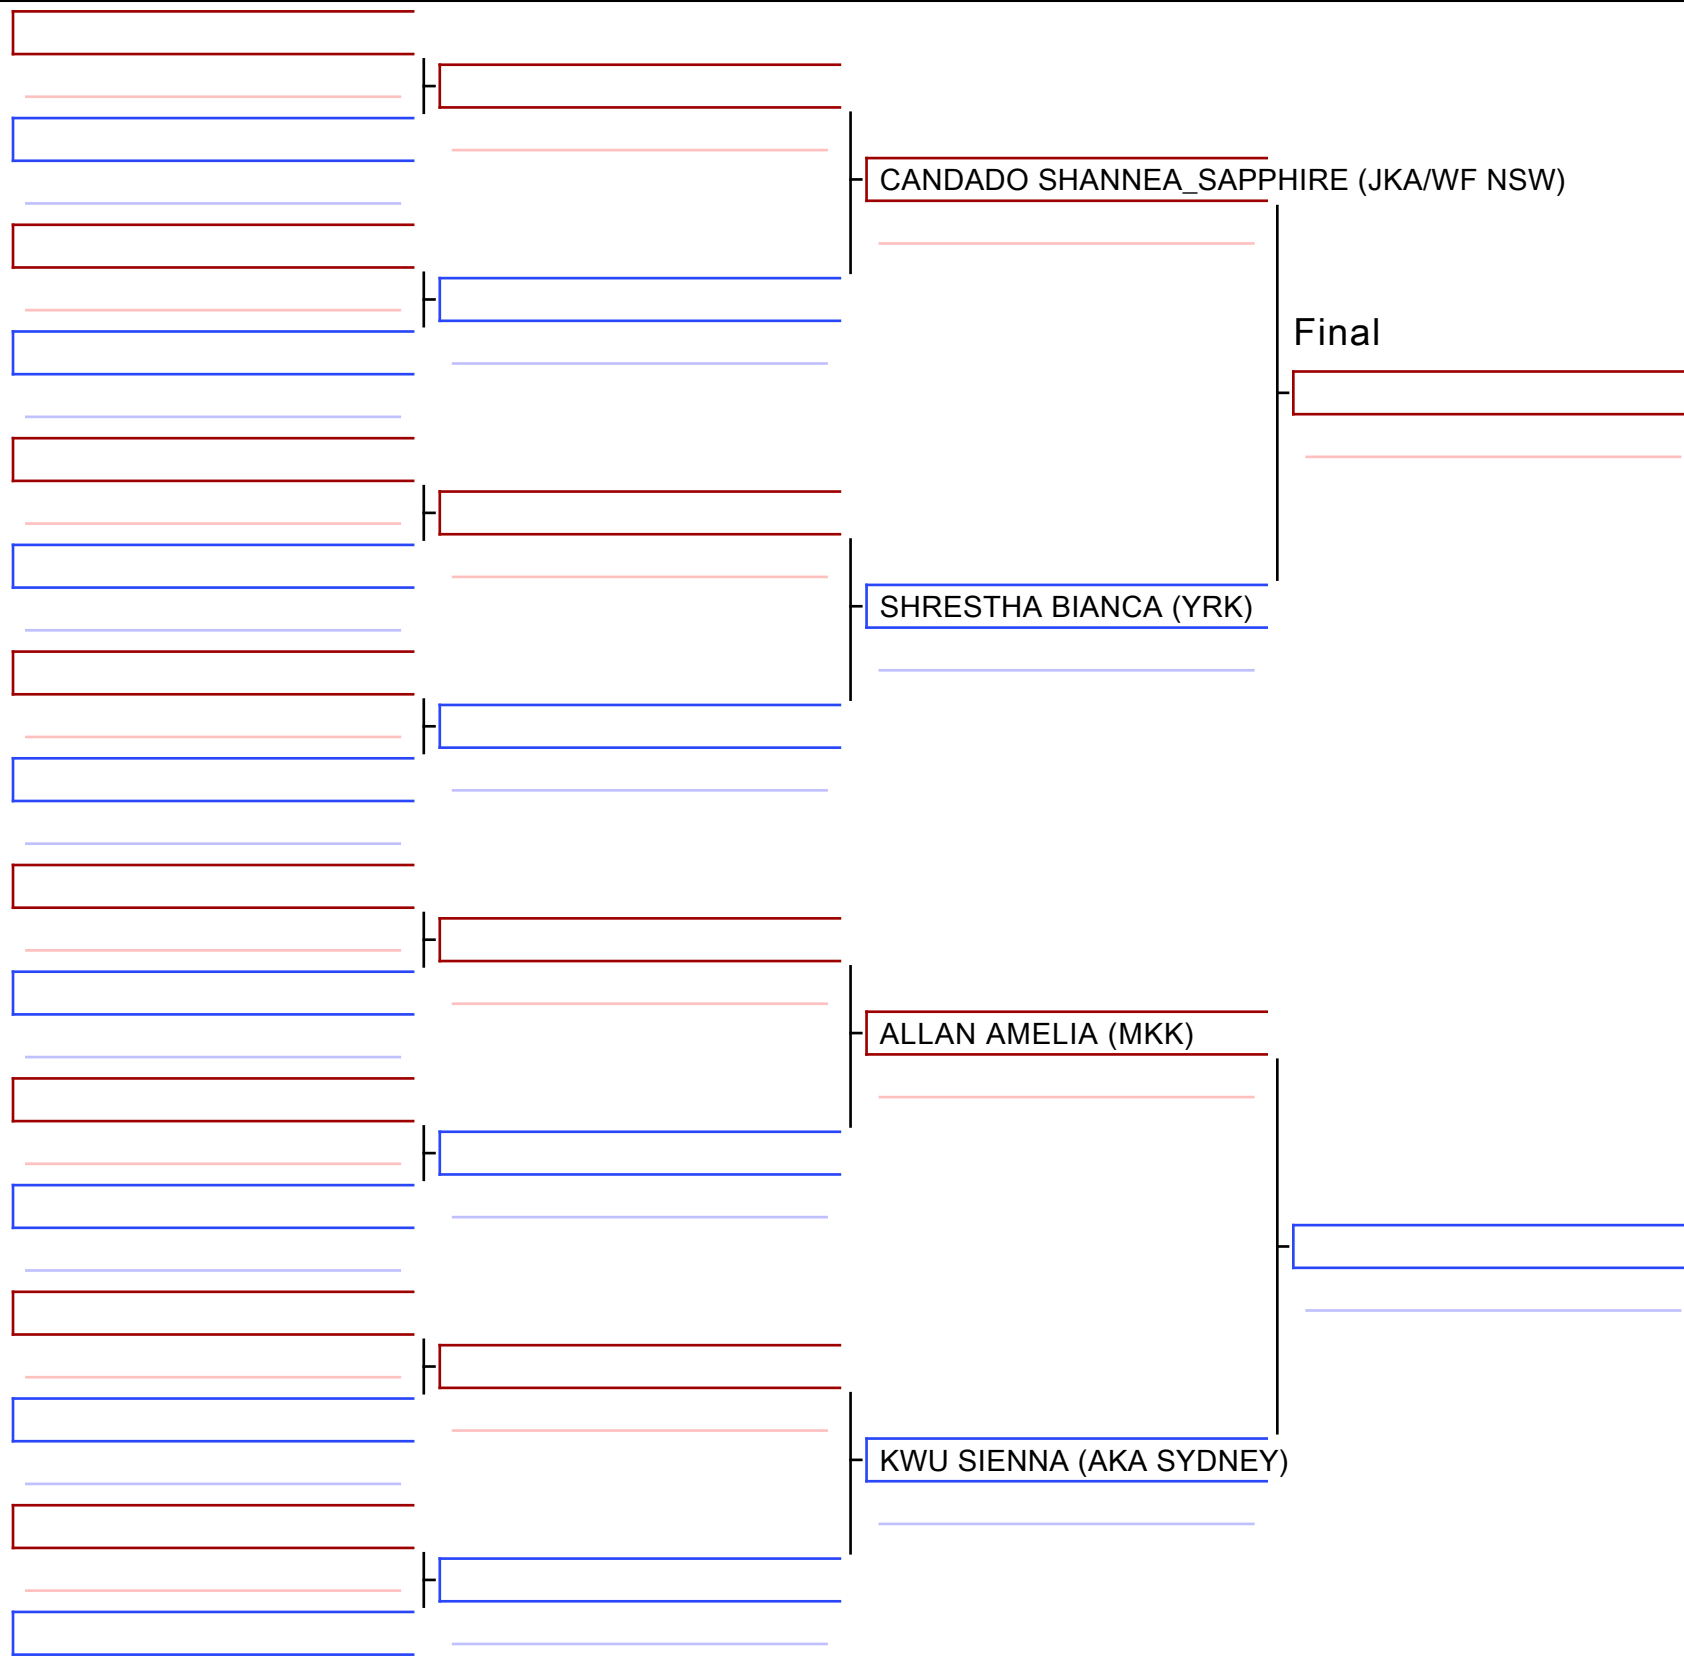 CANDADO SHANNEA_SAPPHIRE (JKA/WF NSW)
Final
SHRESTHA BIANCA (YRK)
ALLAN AMELIA (MKK)
KWU SIENNA (AKA SYDNEY)